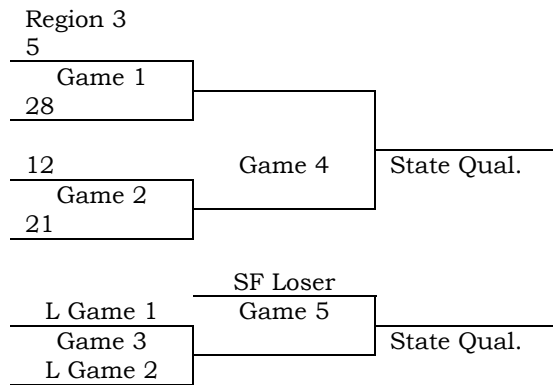 Region 3
5
Game 1
28
12
Game 4
State Qual.
Game 2
21
SF Loser
L Game 1
Game 5
Game 3
State Qual.
L Game 2